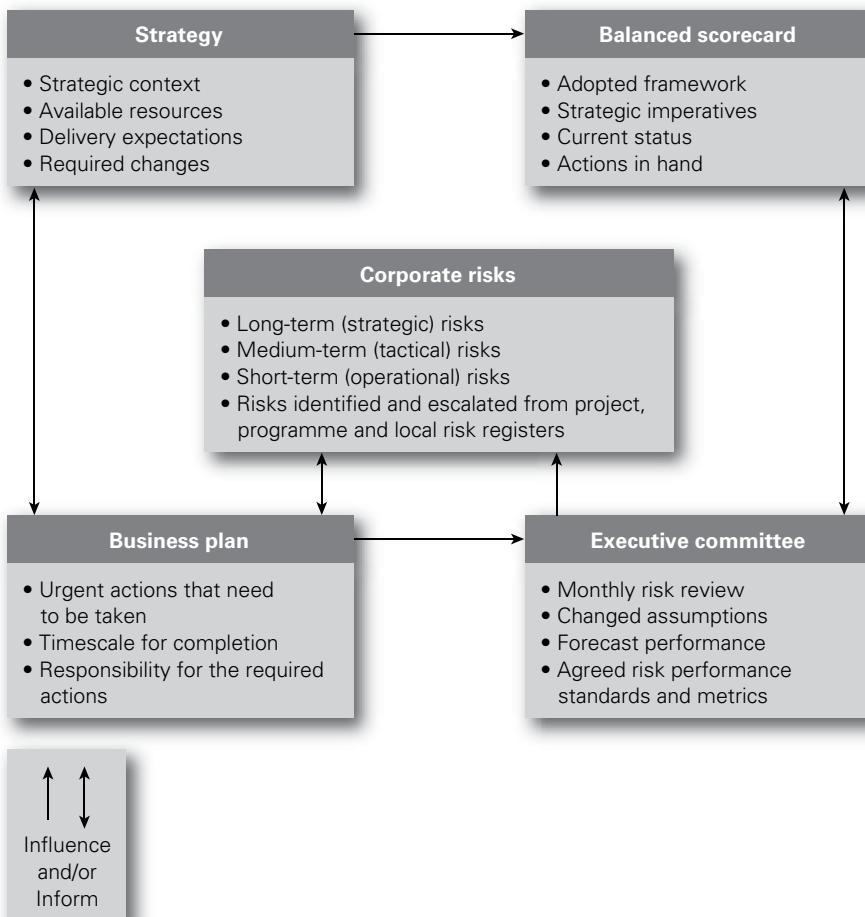 Strategy
• Strategic context
• Available resources
• Delivery expectations
• Required changes
Balanced scorecard
• Adopted framework
• Strategic imperatives
• Current status
• Actions in hand
Corporate risks
• Long-term (strategic) risks
• Medium-term (tactical) risks
• Short-term (operational) risks
• Risks identified and escalated from project,
programme and local risk registers
Business plan
• Urgent actions that need
to be taken
• Timescale for completion
• Responsibility for the required
actions
Executive committee
• Monthly risk review
• Changed assumptions
• Forecast performance
• Agreed risk performance
standards and metrics
Influence
and/or
Inform